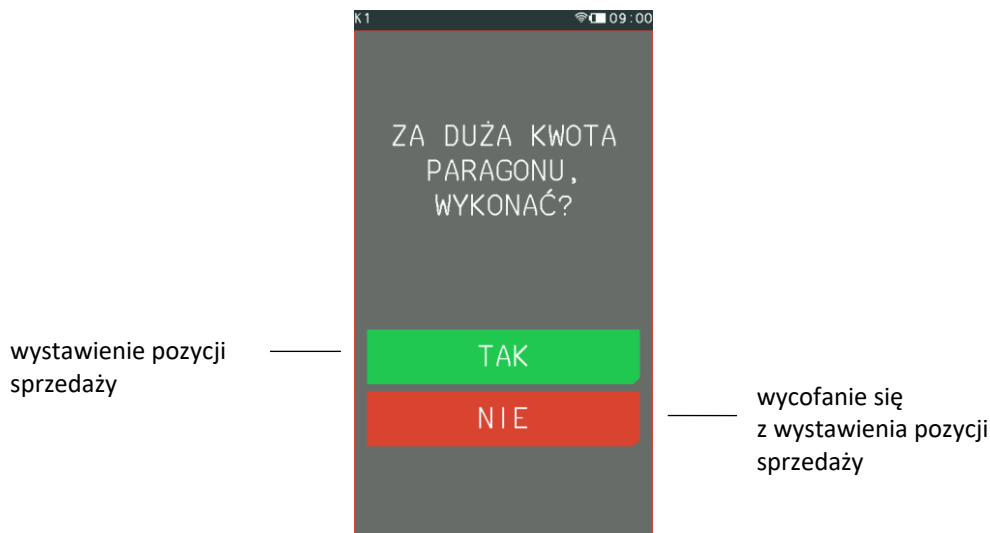 K1 09:00
ZA DUŻA KWOTA
PARAGONU,
WYKONAĆ?
wystawienie pozycji
sprzedaży
TAK
NIE
wycofanie się
z wystawienia pozycji
sprzedaży